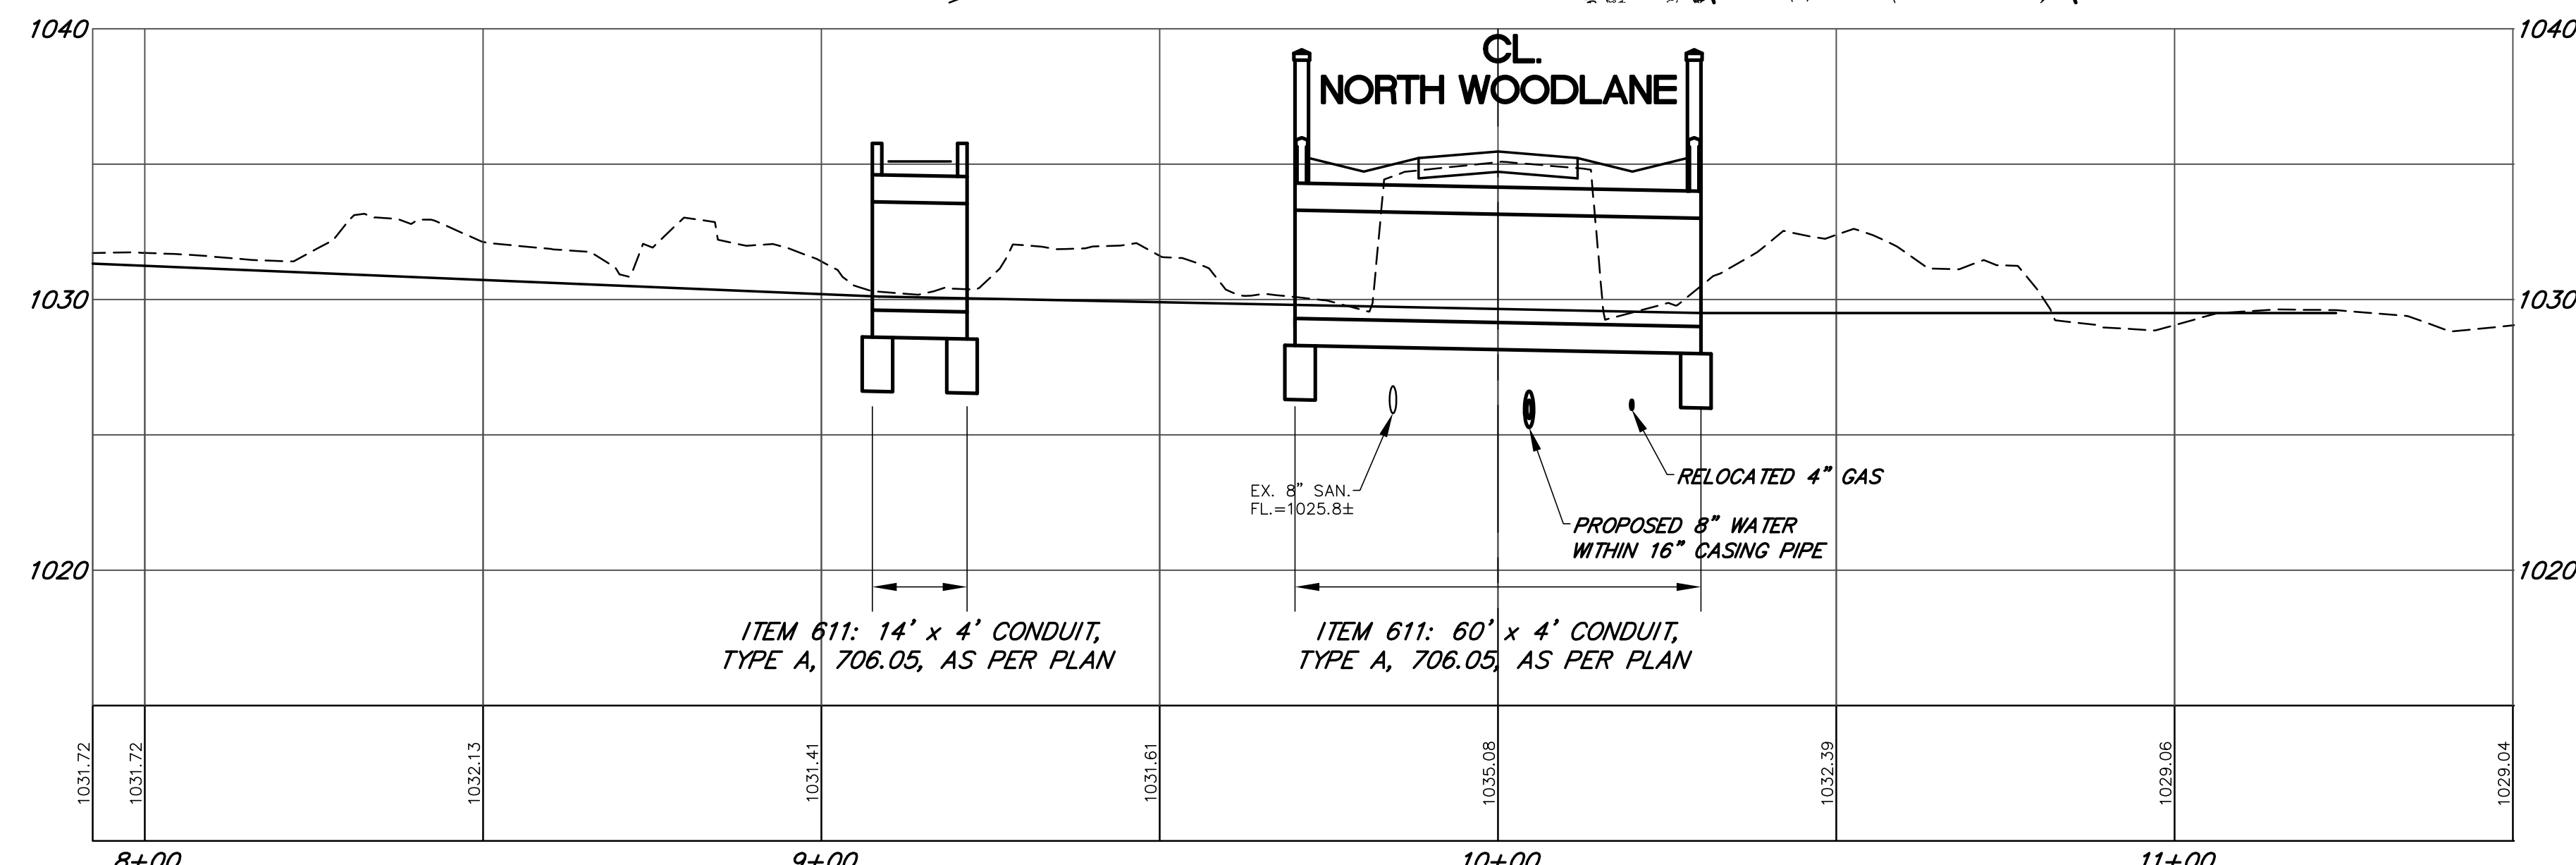 1040
1040
CL.
NORTH WOODLANE
1030
1030
RELOCATED 4" GAS
EX. 8" SAN.
FL.=1025.8±
PROPOSED 8" WATER
WITHIN 16" CASING PIPE
1020
1020
ITEM 611: 14' x 4' CONDUIT,
TYPE A, 706.05, AS PER PLAN
ITEM 611: 60' x 4' CONDUIT,
TYPE A, 706.05, AS PER PLAN
1031.72
1031.72
1032.13
1031.41
1031.61
1035.08
1032.39
1029.06
1029.04
8+00
9+00
10+00
11+00